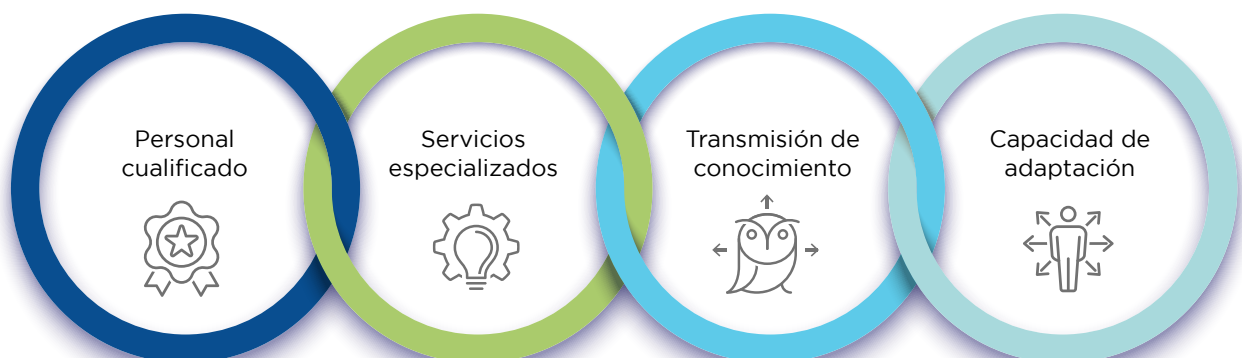 Personal
cualificado
Servicios
especializados
Transmisión de
conocimiento
Capacidad de
adaptación